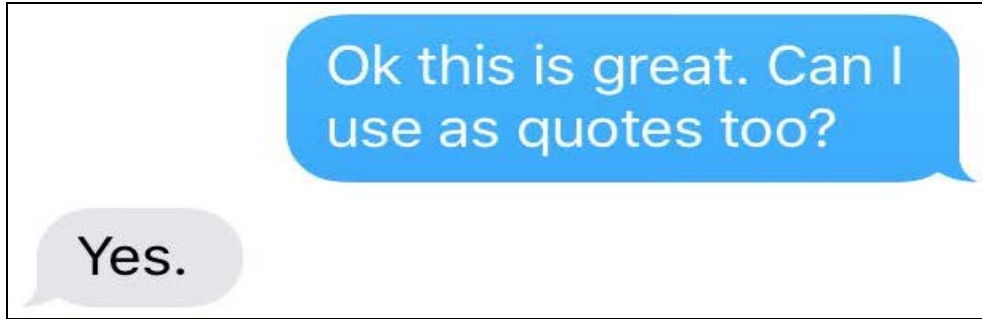 Ok this is great. Can I
use as quotes too?
Yes.